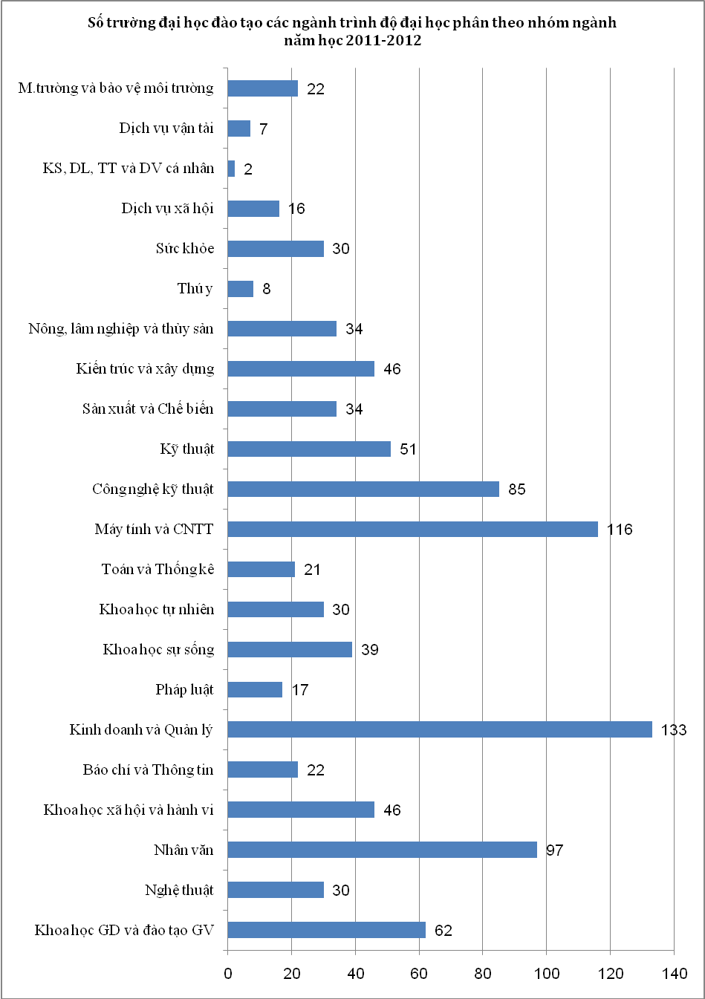 Số trường đại học đào tạo các ngành trình độ đại học phân theo nhóm ngành
năm học 2011-2012
M.trường và bảo vệ môi trường 22
Dịch vụ vận tải 7
KS, DL, TT và DV cá nhân 2
Dịch vụ xã hội 16
Sức khỏe 30
Thú y 8
Nông, lâm nghiệp và thủy sản 34
Kiến trúc và xây dựng 46
Sản xuất và Chế biến 34
Kỹ thuật 51
Công nghệ kỹ thuật 85
Máy tính và CNTT 116
Toán và Thống kê 21
Khoa học tự nhiên 30
Khoa học sự sống 39
Pháp luật 17
Kinh doanh và Quản lý 133
Báo chí và Thông tin 22
Khoa học xã hội và hành vi 46
Nhân văn 97
Nghệ thuật 30
Khoa học GD và đào tạo GV 62
0 20 40 60 80 100 120 140